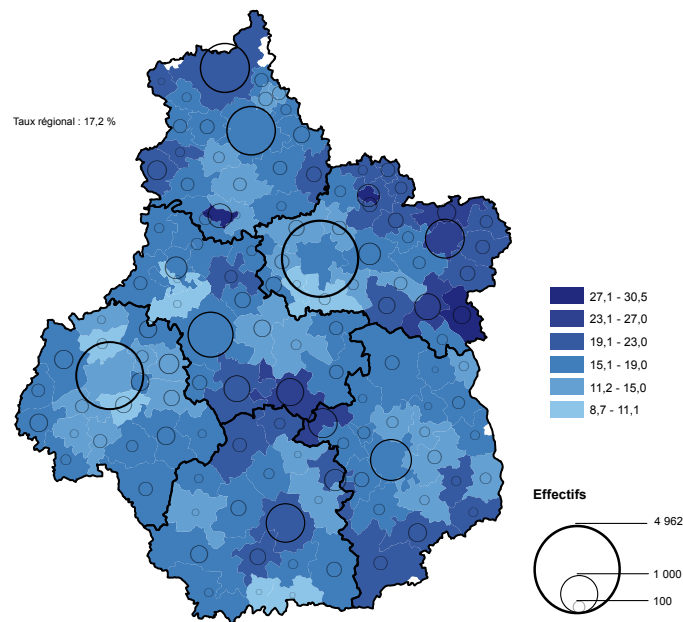 Taux régional : 17,2 %
27,1 - 30,5
23,1 - 27,0
19,1 - 23,0
15,1 - 19,0
11,2 - 15,0
8,7 - 11,1
Effectifs
4 962
1 000
100